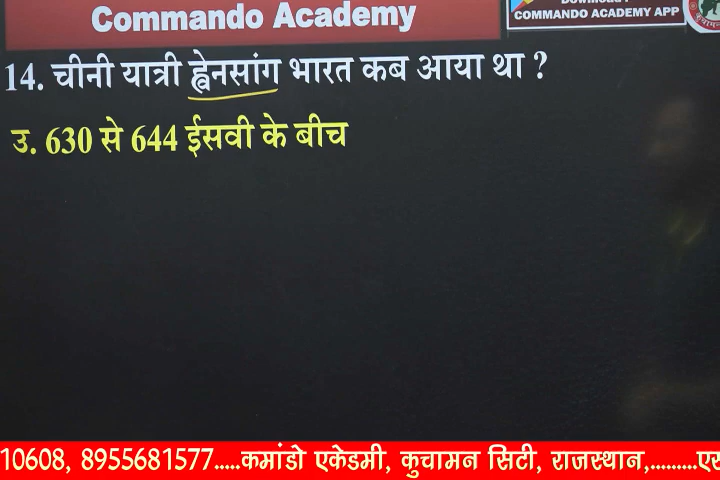 Commando Academy
COMMANDO ACADEMY APP
14. चीनी यात्री ह्वेनसांग भारत कब आया था ?
उ. 630 से 644 ईसवी के बीच
10608, 8955681577.....कमांडो एकेडमी, कुचामन सिटी, राजस्थान,.........एस